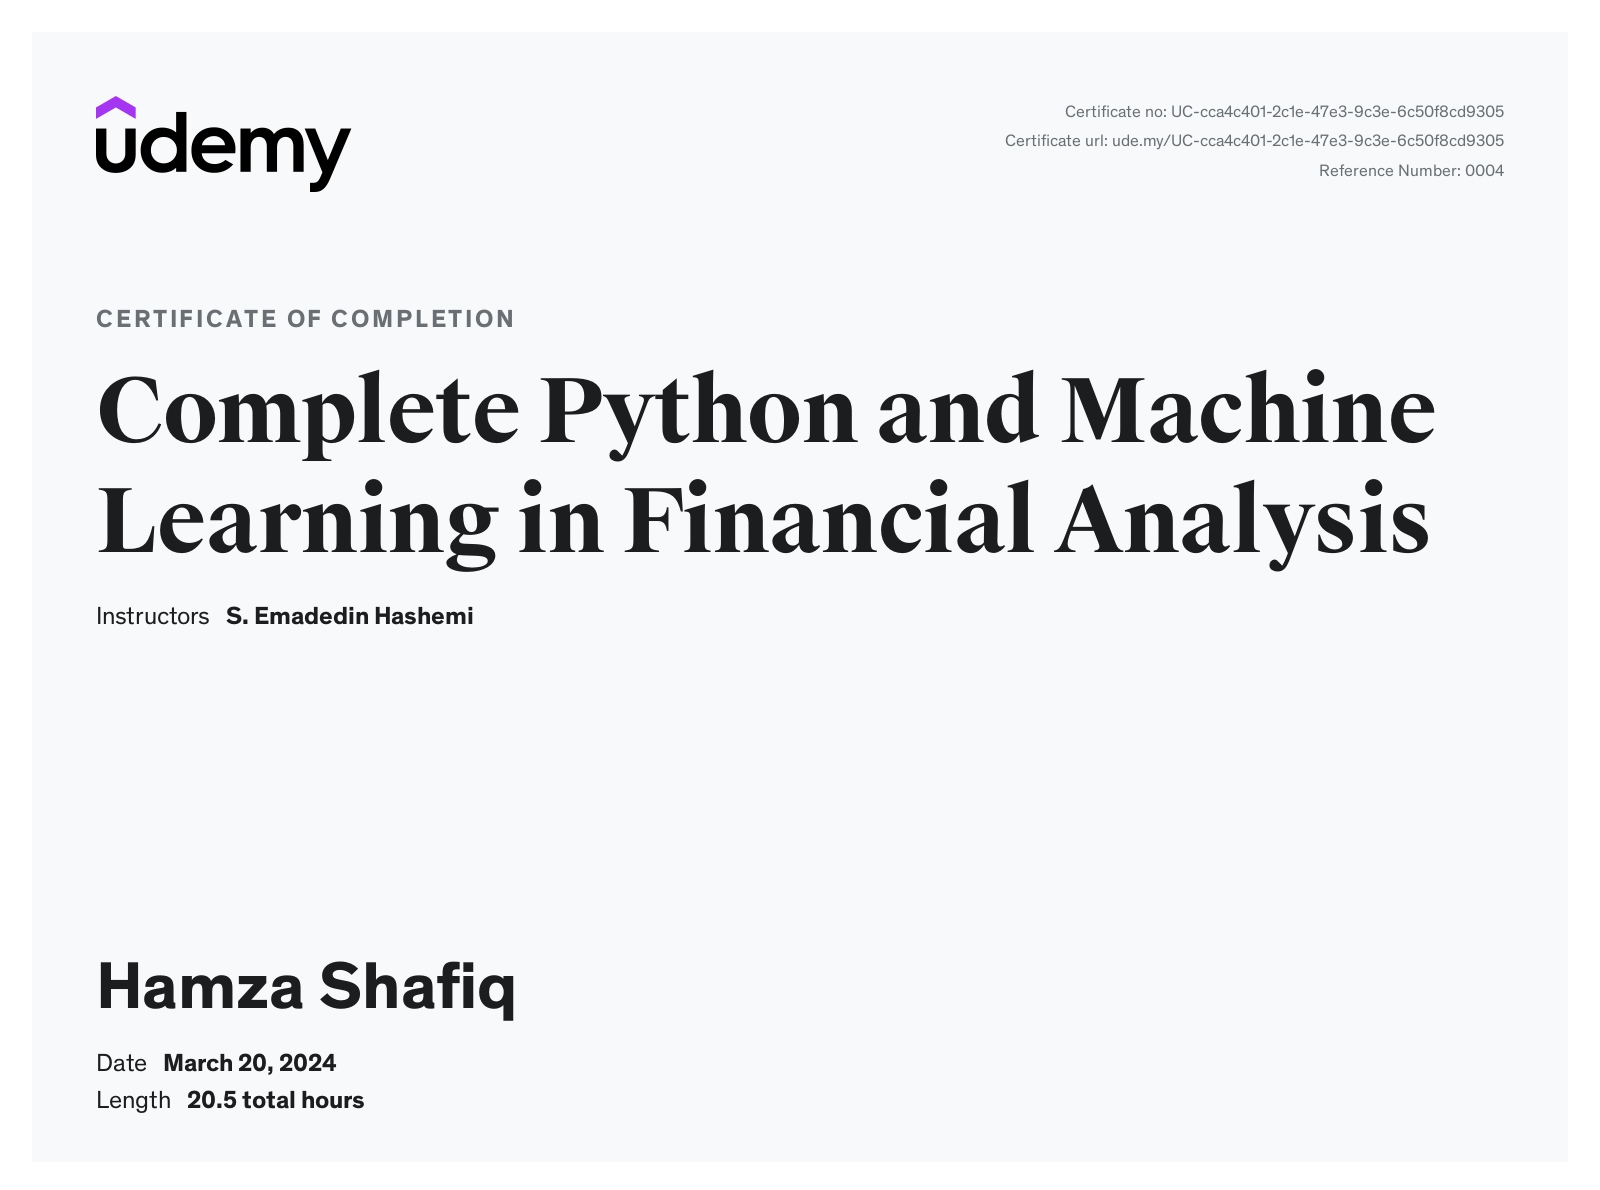 udemy
Certificate no: UC-cca4c401-2c1e-47e3-9c3e-6c50f8cd9305
Certificate url: ude.my/UC-cca4c401-2c1e-47e3-9c3e-6c50f8cd9305
Reference Number: 0004
CERTIFICATE OF COMPLETION
Complete Python and Machine
Learning in Financial Analysis
Instructors S. Emadedin Hashemi
Hamza Shafiq
Date March 20, 2024
Length 20.5 total hours